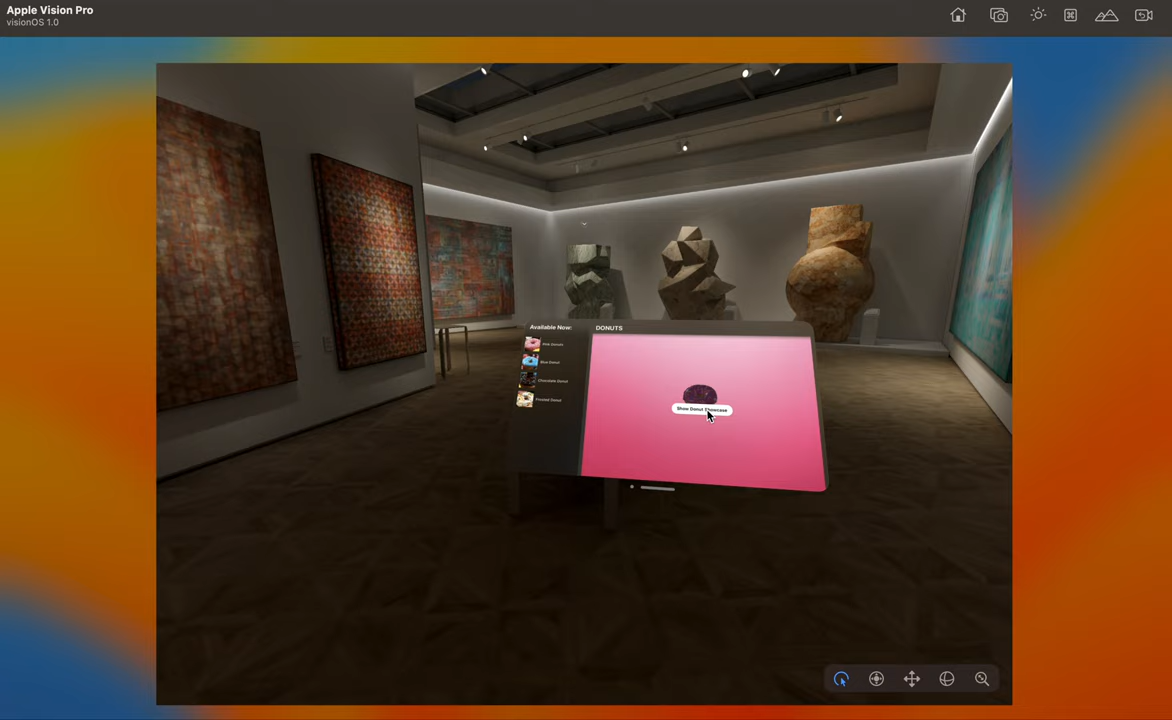 Apple Vision Pro
visionOS 1.0
Available Now:
DONUTS
Pink Donuts
Blue Donut
Chocolate Donut
Frosted Donut
Show Donut Showcase